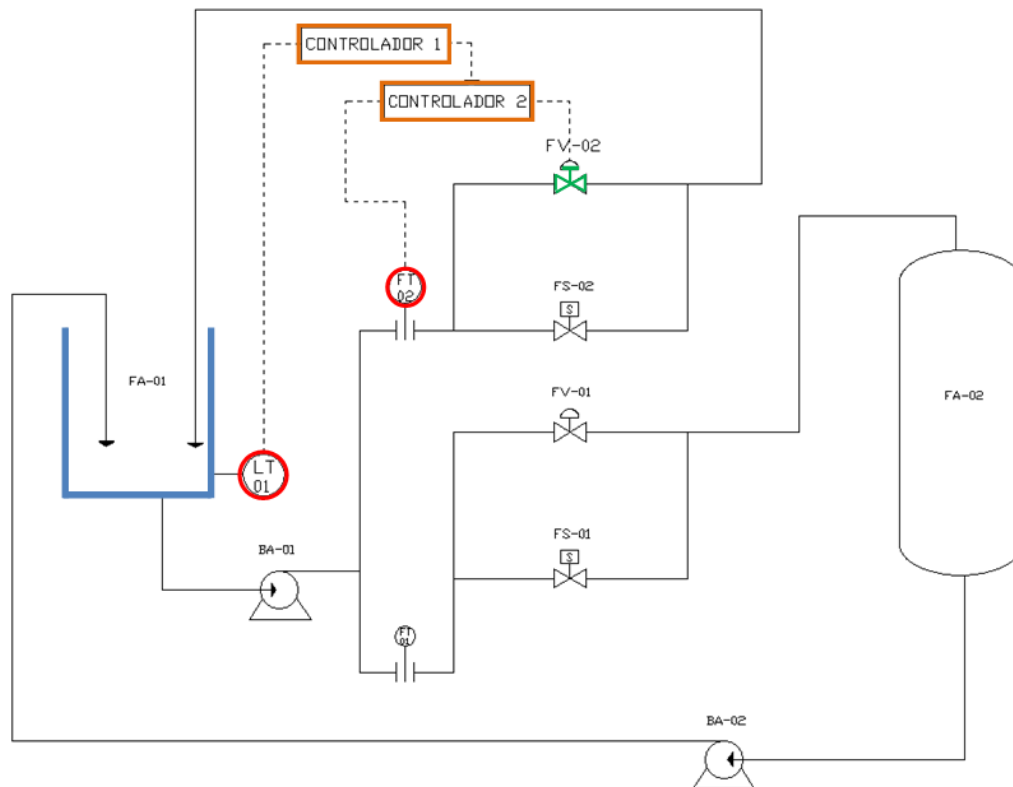 CONTROLADOR 1
CONTROLADOR 2
FV-02
FT
02
FS-02
FA-01
FV-01
FA-02
LT
01
FS-01
BA-01
FT
01
BA-02
S
S